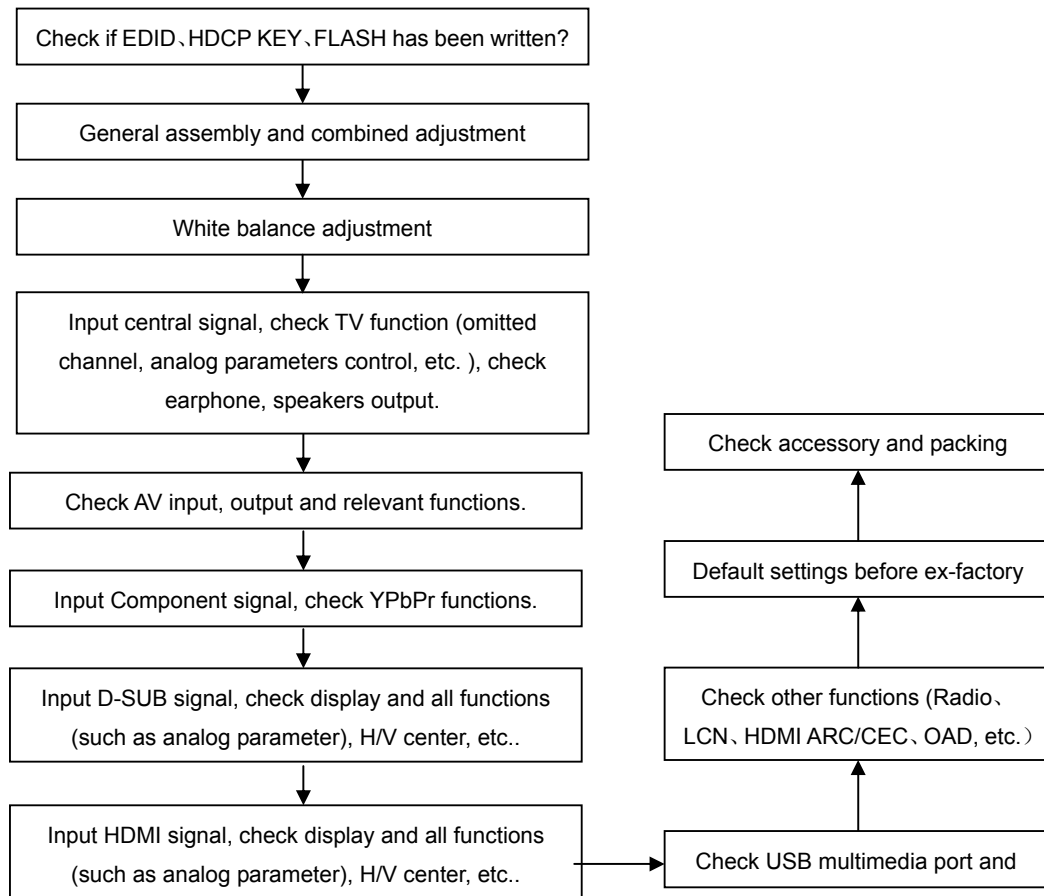 Check if EDID、HDCP KEY、FLASH has been written?
General assembly and combined adjustment
White balance adjustment
Input central signal, check TV function (omitted
channel, analog parameters control, etc. ), check
earphone, speakers output.
Check AV input, output and relevant functions.
Input Component signal, check YPbPr functions.
Input D-SUB signal, check display and all functions
(such as analog parameter), H/V center, etc..
Input HDMI signal, check display and all functions
(such as analog parameter), H/V center, etc..
Check USB multimedia port and
Check other functions (Radio、
LCN、HDMI ARC/CEC、OAD, etc.）
Default settings before ex-factory
Check accessory and packing